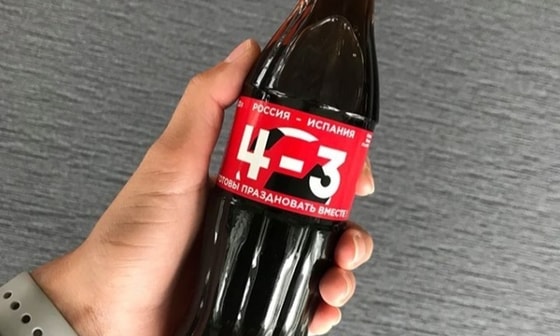 РОССИЯ - ИСПАНИЯ
4-3
ГОТОВЫ ПРАЗДНОВАТЬ ВМЕСТЕ!